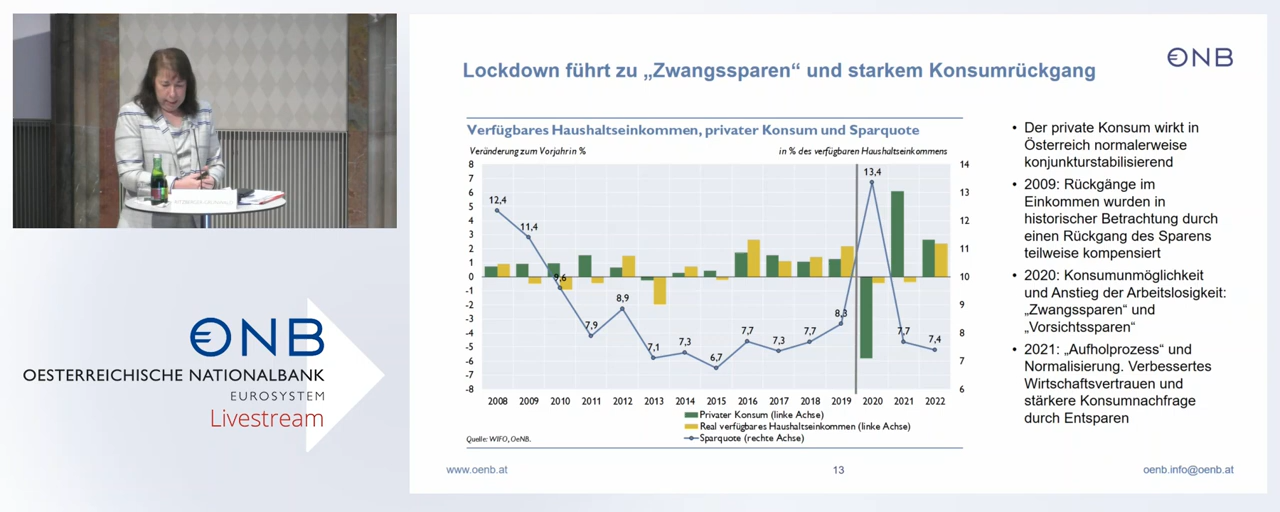 Lockdown führt zu „Zwangssparen“ und starkem Konsumrückgang
€ONB
Verfügbares Haushaltseinkommen, privater Konsum und Sparquote
Veränderung zum Vorjahr in %
in % des verfügbaren Haushaltseinkommens
8
7
6
5
4
3
2
1
0
-1
-2
-3
-4
-5
-6
-7
-8
14
13
12
11
10
9
8
7
6
12,4
11,4
9,6
7,9
8,9
7,1
7,3
6,7
7,7
7,3
7,7
8,3
13,4
7,7
7,4
2008 2009 2010 2011 2012 2013 2014 2015 2016 2017 2018 2019 2020 2021 2022
Privater Konsum (linke Achse)
Real verfügbares Haushaltseinkommen (linke Achse)
Sparquote (rechte Achse)
Quelle: WIFO, OeNB.
• Der private Konsum wirkt in
Österreich normalerweise
konjunkturstabilisierend
• 2009: Rückgänge im
Einkommen wurden in
historischer Betrachtung durch
einen Rückgang des Sparens
teilweise kompensiert
• 2020: Konsumunmöglichkeit
und Anstieg der Arbeitslosigkeit:
„Zwangssparen“ und
„Vorsichtssparen“
• 2021: „Aufholprozess“ und
Normalisierung. Verbessertes
Wirtschaftsvertrauen und
stärkere Konsumnachfrage
durch Entsparen
www.oenb.at
13
oenb.info@oenb.at
€ONB
OESTERREICHISCHE NATIONALBANK
EUROSYSTEM
Livestream